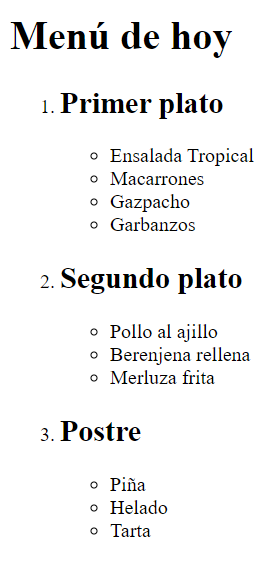 Menú de hoy
1. Primer plato
Ensalada Tropical
Macarrones
Gazpacho
Garbanzos
2. Segundo plato
Pollo al ajillo
Berenjena rellena
Merluza frita
3. Postre
Piña
Helado
Tarta